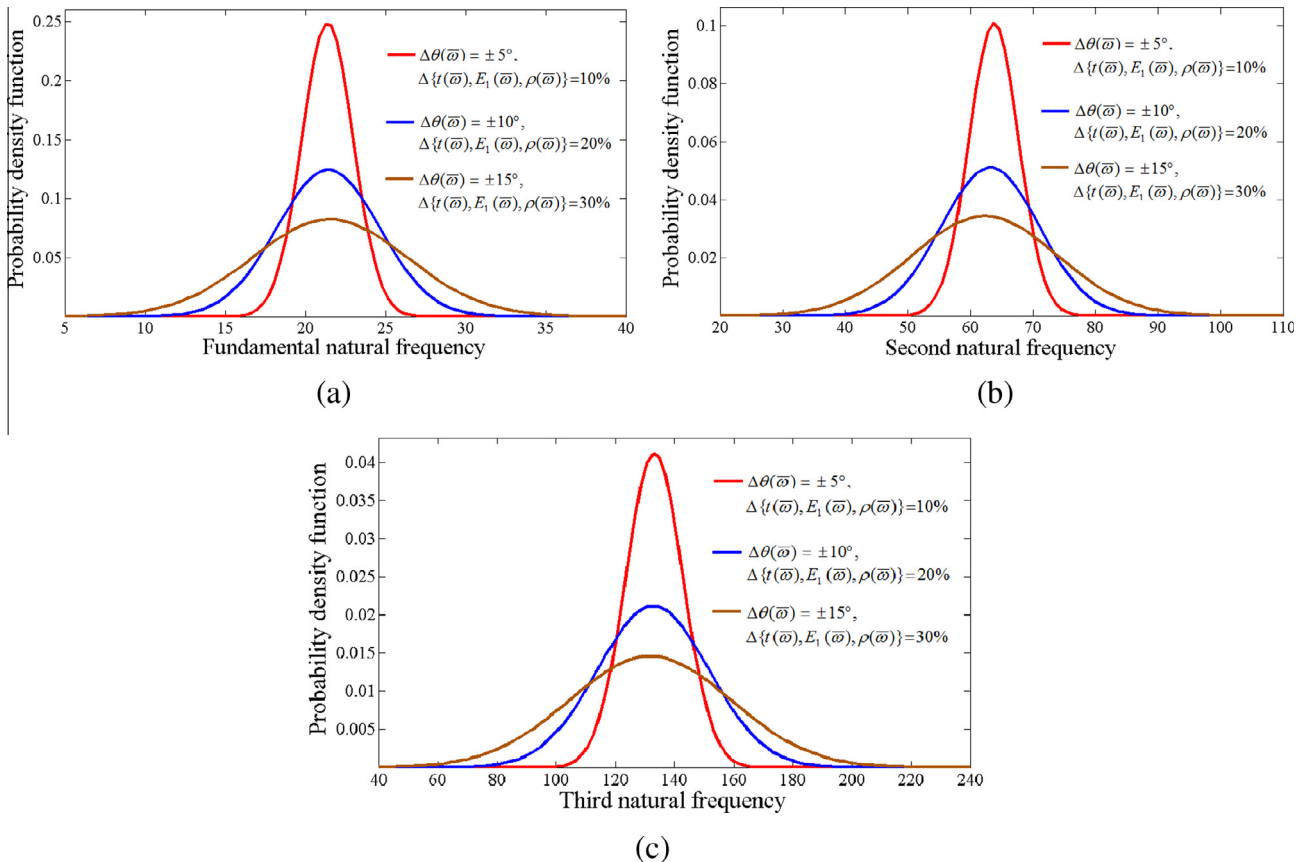 (a)
Probability density function
0.25
0.2
0.15
0.1
0.05
5 10 15 20 25 30 35 40
Fundamental natural frequency
Δθ(ϖ̅) = ±5°,
Δ{t(ϖ̅), E₁(ϖ̅), ρ(ϖ̅)}=10%
Δθ(ϖ̅) = ±10°,
Δ{t(ϖ̅), E₁(ϖ̅), ρ(ϖ̅)}=20%
Δθ(ϖ̅) = ±15°,
Δ{t(ϖ̅), E₁(ϖ̅), ρ(ϖ̅)}=30%
Probability density function
0.1
0.08
0.06
0.04
0.02
20 30 40 50 60 70 80 90 100 110
Second natural frequency
Δθ(ϖ̅) = ±5°,
Δ{t(ϖ̅), E₁(ϖ̅), ρ(ϖ̅)}=10%
Δθ(ϖ̅) = ±10°,
Δ{t(ϖ̅), E₁(ϖ̅), ρ(ϖ̅)}=20%
Δθ(ϖ̅) = ±15°,
Δ{t(ϖ̅), E₁(ϖ̅), ρ(ϖ̅)}=30%
(b)
Probability density function
0.04
0.035
0.03
0.025
0.02
0.015
0.01
0.005
40 60 80 100 120 140 160 180 200 220 240
Third natural frequency
Δθ(ϖ̅) = ±5°,
Δ{t(ϖ̅), E₁(ϖ̅), ρ(ϖ̅)}=10%
Δθ(ϖ̅) = ±10°,
Δ{t(ϖ̅), E₁(ϖ̅), ρ(ϖ̅)}=20%
Δθ(ϖ̅) = ±15°,
Δ{t(ϖ̅), E₁(ϖ̅), ρ(ϖ̅)}=30%
(c)